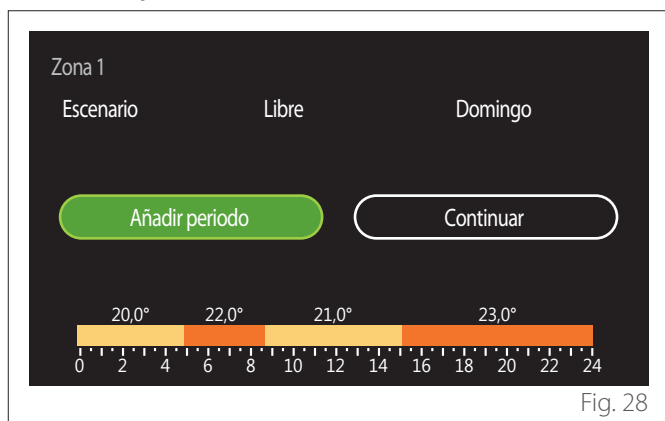 Zona 1
Escenario Libre Domingo
Añadir periodo Continuar
20,0° 22,0° 21,0° 23,0°
0 2 4 6 8 10 12 14 16 18 20 22 24
Fig. 28